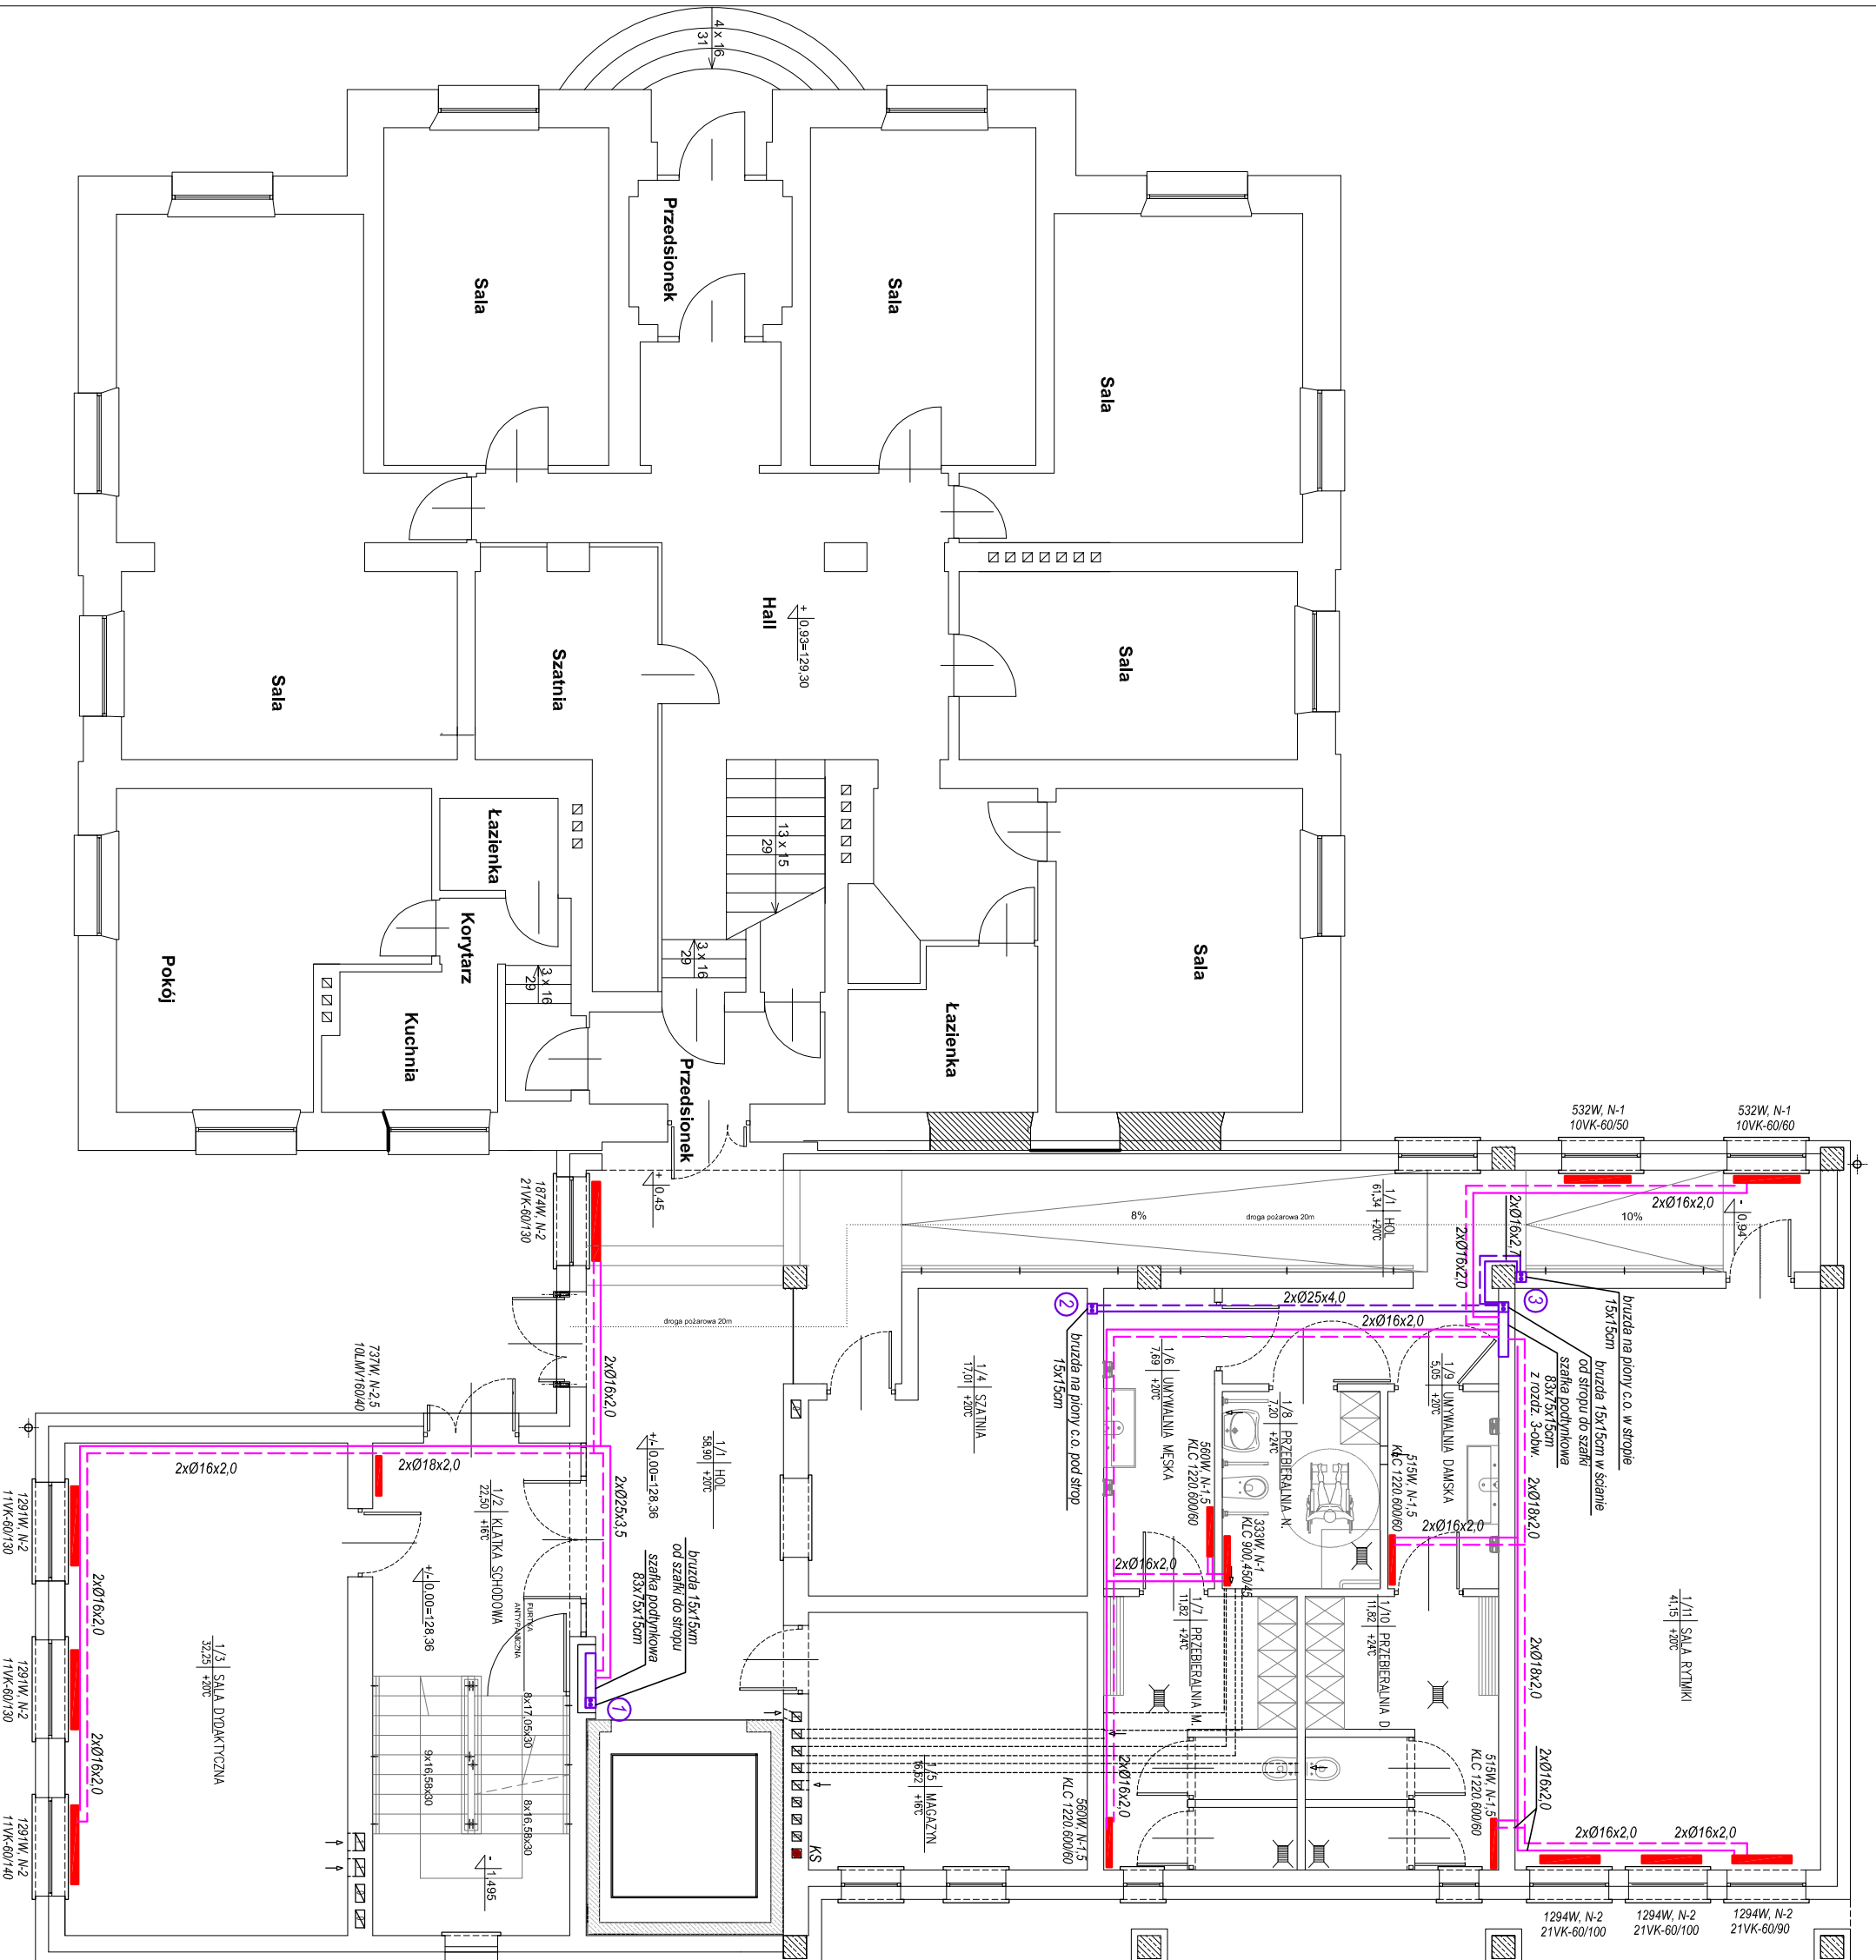 4 x 16
31
Przedsionek
Sala
Sala
Sala
Hall
+
0,93=129,30
Sala
Szatnia
Sala
13 x 15
29
Łazienka
Korytarz
3 x 16
29
3 x 16
29
Sala
Pokój
Kuchnia
Łazienka
Przedsionek
532W, N-1
10VK-60/50
532W, N-1
10VK-60/60
+
0,45
1874W, N-2
21VK-60/130
1/1 HOL
61,34 +20°C
8%
droga pożarowa 20m
10%
2xØ16x2,0
-
0,94
2xØ16x2,7
2xØ16x2,0
3
bruzda na piony c.o. w stropie
15x15cm
bruzda 15x15cm w ścianie
od stropu do szafki
szafka podtynkowa
83x75x15cm
z rozdz. 3-obw.
2
2xØ25x4,0
2xØ16x2,0
bruzda na piony c.o. pod strop
15x15cm
droga pożarowa 20m
737W, N-2,5
10LMV160/40
2xØ16x2,0
1/4 SZATNIA
17,01 +20°C
1/6 UMYWALNIA MĘSKA
7,69 +20°C
1/8 PRZEBIERALNIA N.
7,20 +24°C
1/9 UMYWALNIA DAMSKA
5,05 +20°C
1/1 HOL
58,90 +20°C
+/-0,00=128,36
2xØ16x2,0
2xØ18x2,0
2xØ25x3,5
1/2 KLATKA SCHODOWA
22,50 +16°C
+/-0,00=128,36
560W, N-1,5
KLC 1220.600/60
333W, N-1
KLC 900.450/45
515W, N-1,5
KLC 1220.600/60
2xØ16x2,0
2xØ18x2,0
2xØ16x2,0
bruzda 15x15xm
od szafki do stropu
szafka podtynkowa
83x75x15cm
FURTKA
ANTYPANICZNA
1291W, N-2
11VK-60/130
2xØ16x2,0
1/3 SALA DYDAKTYCZNA
32,25 +20°C
1/7 PRZEBIERALNIA M.
11,82 +24°C
1/10 PRZEBIERALNIA D
11,82 +24°C
1/11 SALA RYTMIKI
41,15 +20°C
2xØ18x2,0
1291W, N-2
11VK-60/130
2xØ16x2,0
8x17,05x30
9x16,58x30
8x16,58x30
1
1/5 MAGAZYN
16,62 +16°C
2xØ16x2,0
560W, N-1,5
KLC 1220.600/60
515W, N-1,5
KLC 1220.600/60
2xØ16x2,0
2xØ16x2,0
2xØ16x2,0
1291W, N-2
11VK-60/140
-
1,495
KS
1294W, N-2
21VK-60/100
1294W, N-2
21VK-60/100
1294W, N-2
21VK-60/90